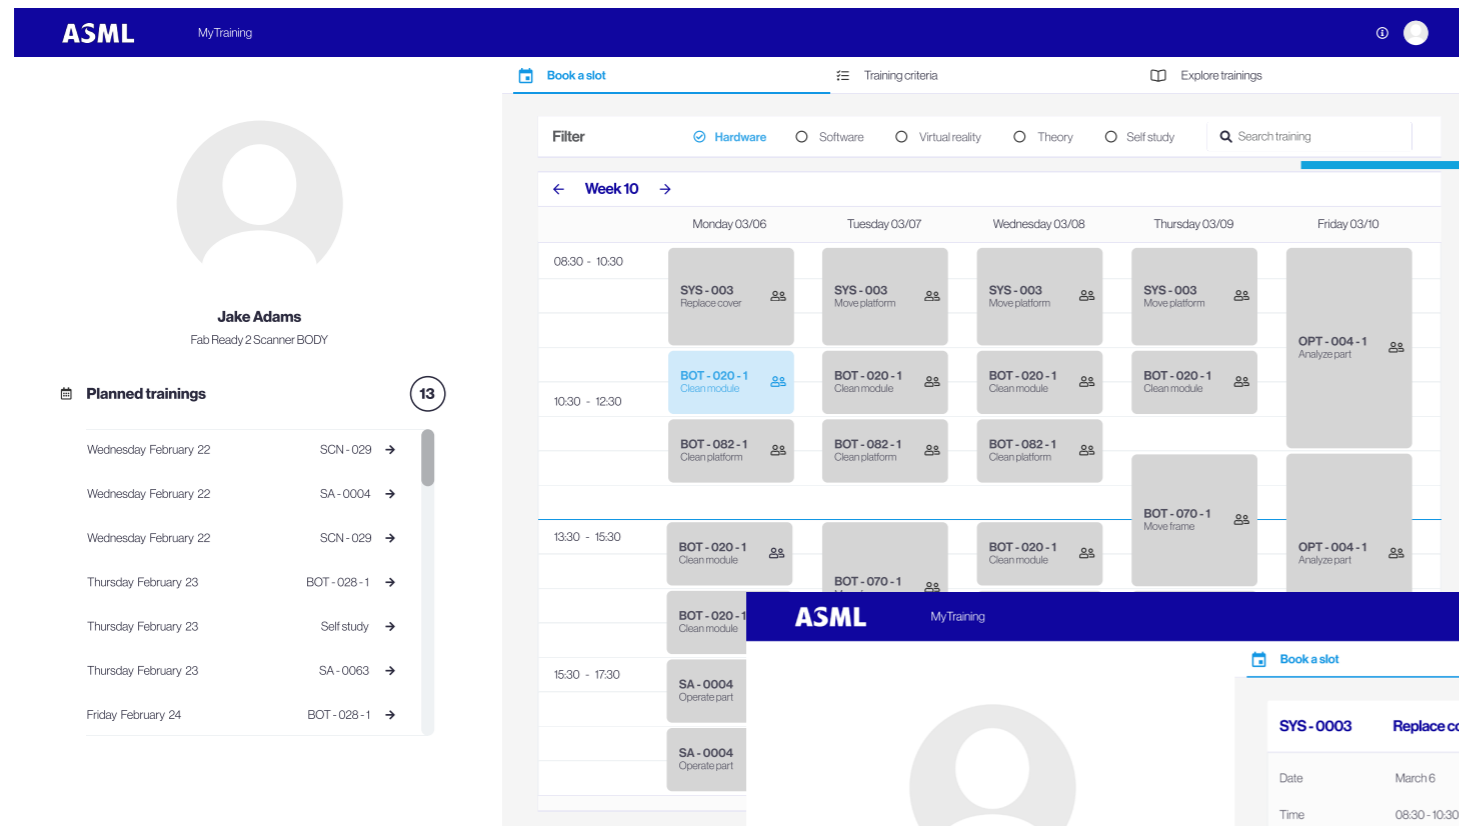 ASML
MyTraining
Book a slot
Training criteria
Explore trainings
Jake Adams
Fab Ready 2 Scanner BODY
Planned trainings
13
Wednesday February 22 SCN - 029
Wednesday February 22 SA - 0004
Wednesday February 22 SCN - 029
Thursday February 23 BOT - 028 - 1
Thursday February 23 Self study
Thursday February 23 SA - 0063
Friday February 24 BOT - 028 - 1
Filter Hardware Software Virtual reality Theory Self study Search training
Week 10
Monday 03/06 Tuesday 03/07 Wednesday 03/08 Thursday 03/09 Friday 03/10
08:30 - 10:30
SYS - 003 SYS - 003 SYS - 003 SYS - 003
Replace cover Move platform Move platform Move platform
OPT - 004 - 1
Analyze part
BOT - 020 - 1 BOT - 020 - 1 BOT - 020 - 1 BOT - 020 - 1
Clean module Clean module Clean module Clean module
10:30 - 12:30
BOT - 082 - 1 BOT - 082 - 1 BOT - 082 - 1
Clean platform Clean platform Clean platform
BOT - 070 - 1
Move frame
13:30 - 15:30
BOT - 020 - 1 BOT - 020 - 1 OPT - 004 - 1
Clean module Clean module Analyze part
BOT - 070 - 1
BOT - 020 - 1
Clean module
15:30 - 17:30
SA - 0004
Operate part
SA - 0004
Operate part
ASML
MyTraining
Book a slot
SYS - 0003 Replace co
Date March 6
Time 08:30 - 10:30